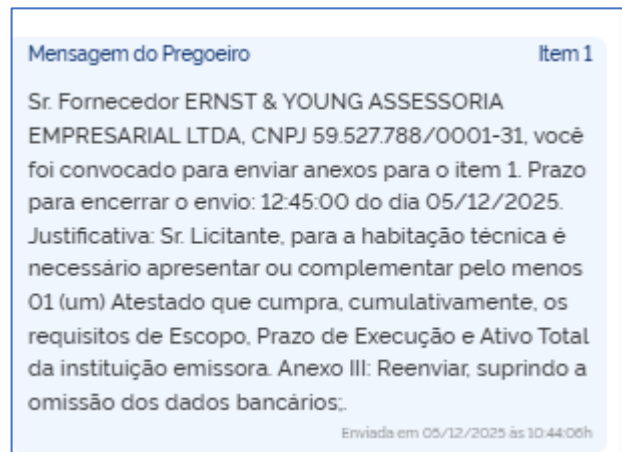 Mensagem do Pregoeiro Item 1
Sr. Fornecedor ERNST & YOUNG ASSESSORIA
EMPRESARIAL LTDA, CNPJ 59.527.788/0001-31, você
foi convocado para enviar anexos para o item 1. Prazo
para encerrar o envio: 12:45:00 do dia 05/12/2025.
Justificativa: Sr. Licitante, para a habitação técnica é
necessário apresentar ou complementar pelo menos
01 (um) Atestado que cumpra, cumulativamente, os
requisitos de Escopo, Prazo de Execução e Ativo Total
da instituição emissora. Anexo III: Reenviar, suprindo a
omissão dos dados bancários;.
Enviada em 05/12/2025 às 10:44:06h